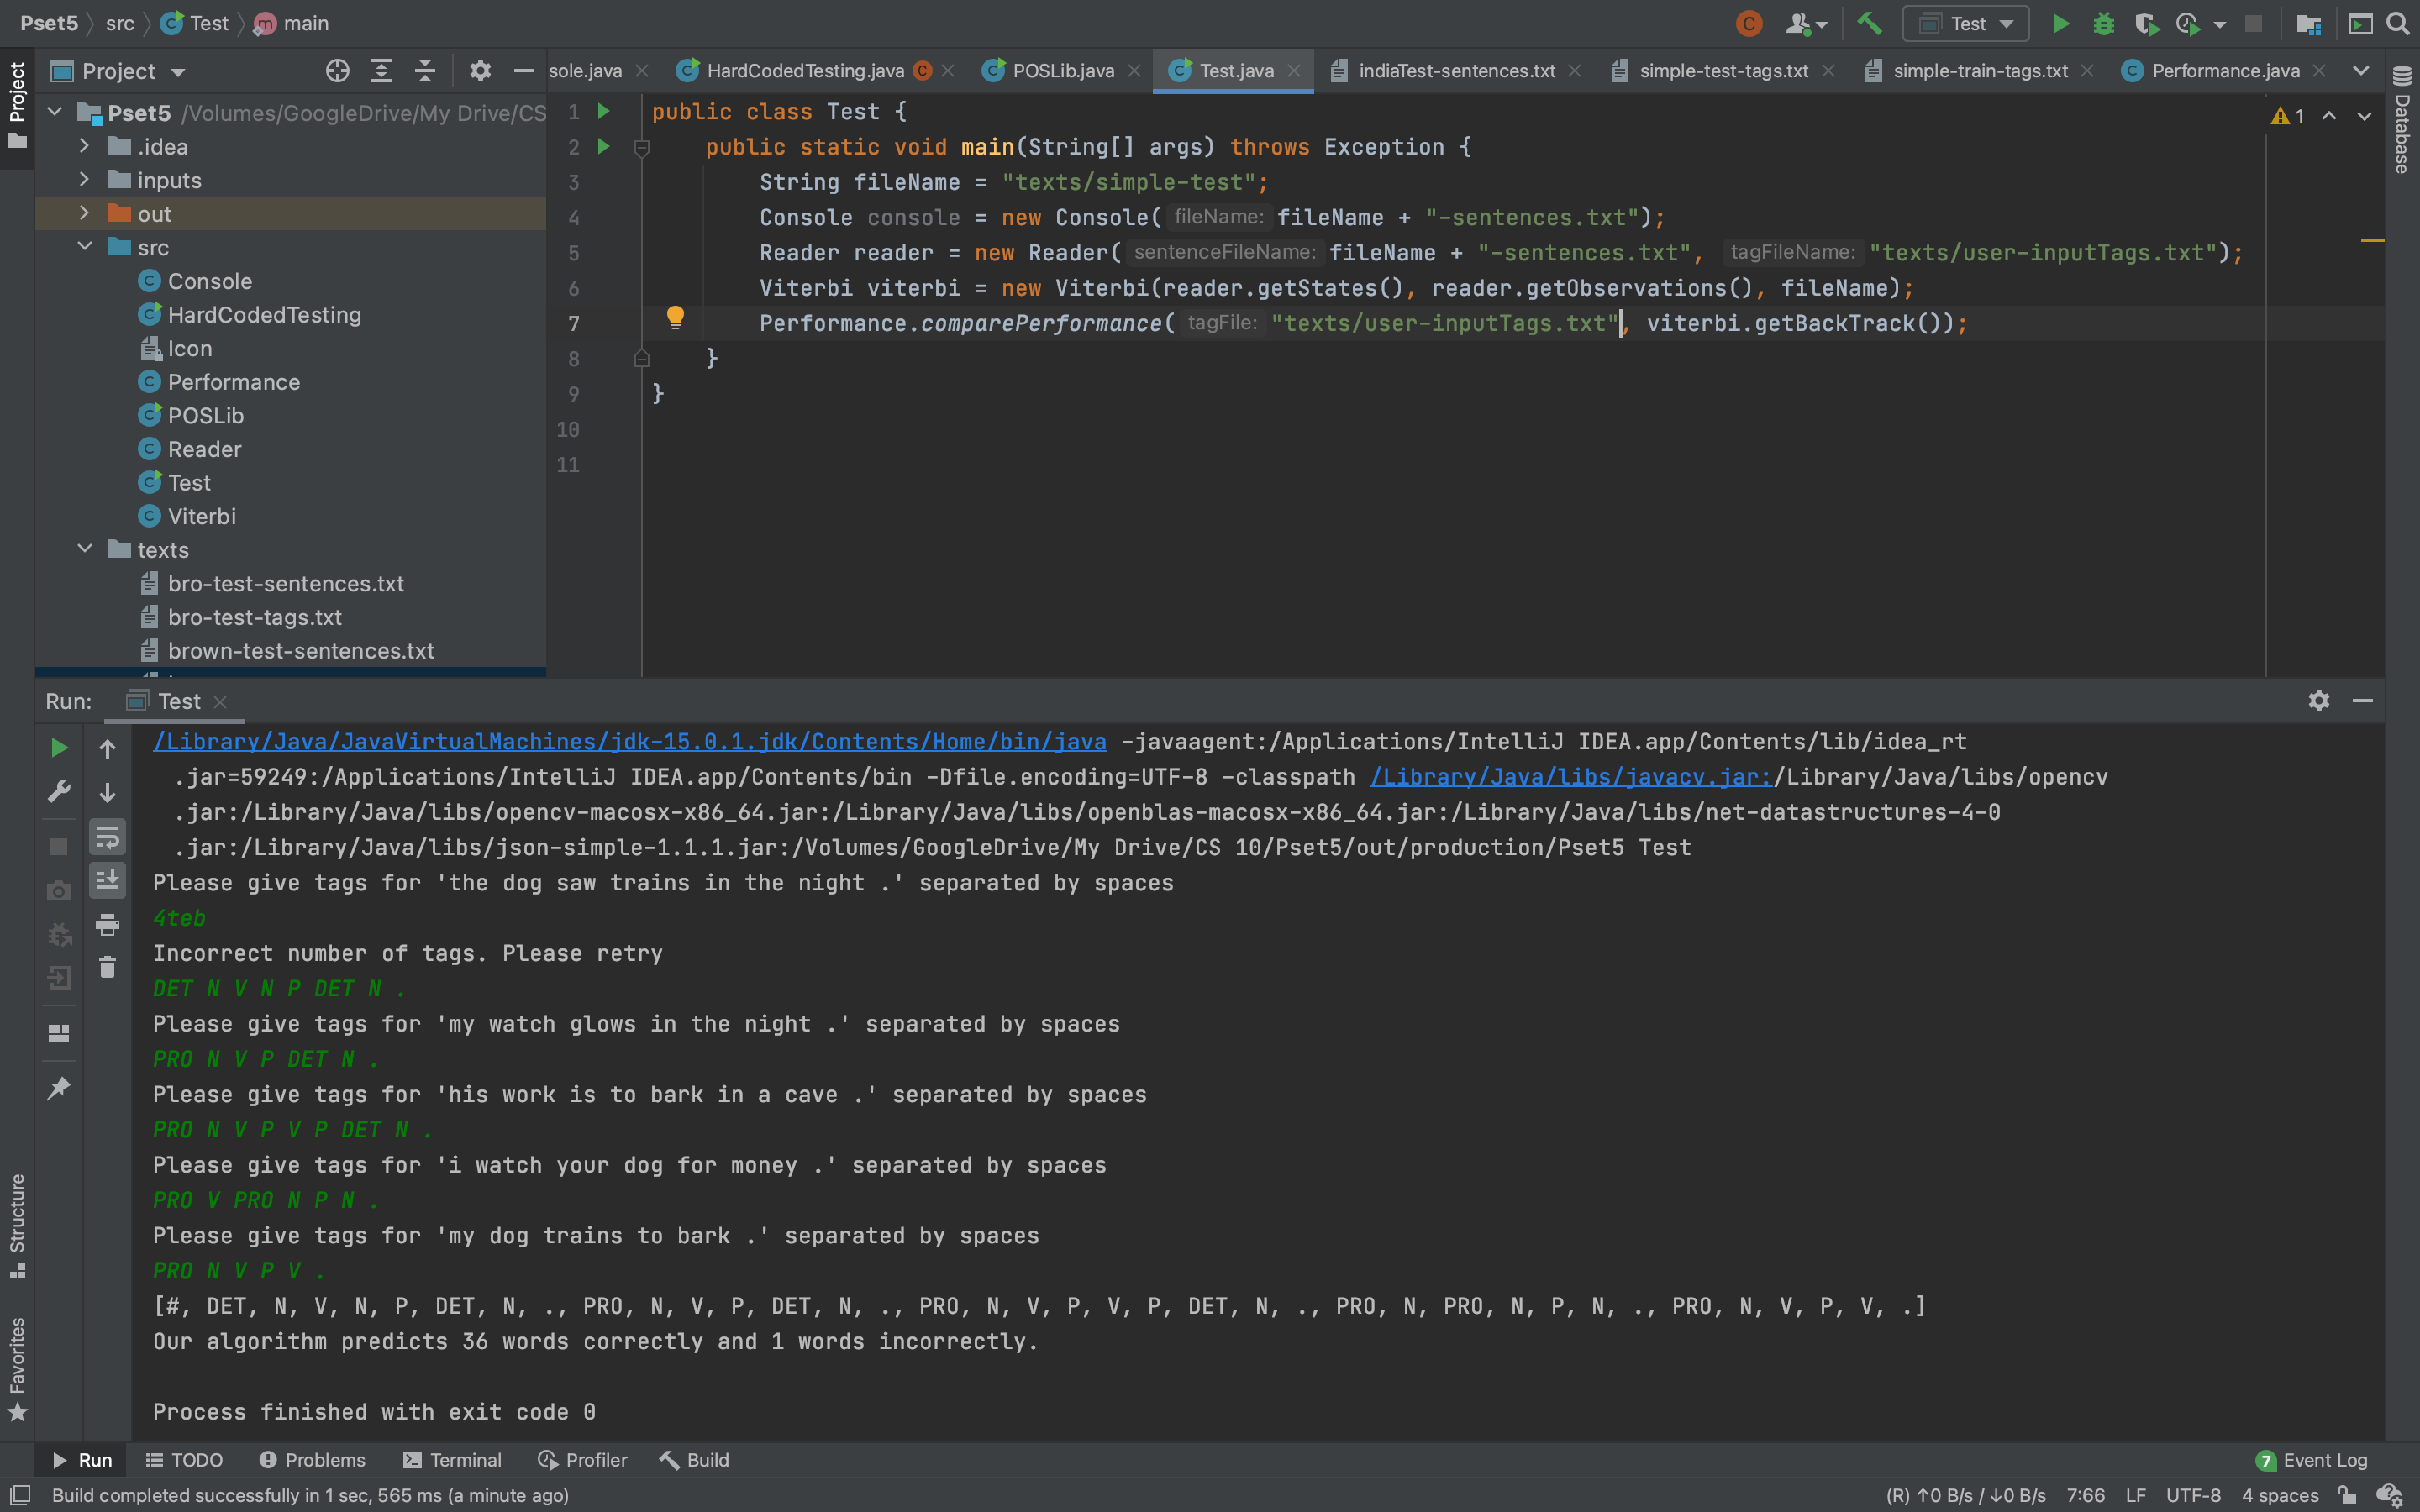 Pset5 src Test main
Test
Project
sole.java HardCodedTesting.java POSLib.java Test.java indiaTest-sentences.txt simple-test-tags.txt simple-train-tags.txt Performance.java
Project
Database
Pset5 /Volumes/GoogleDrive/My Drive/CS
.idea
inputs
out
src
Console
HardCodedTesting
Icon
Performance
POSLib
Reader
Test
Viterbi
texts
bro-test-sentences.txt
bro-test-tags.txt
brown-test-sentences.txt
1 public class Test {
2 public static void main(String[] args) throws Exception {
3 String fileName = "texts/simple-test";
4 Console console = new Console( fileName: fileName + "-sentences.txt");
5 Reader reader = new Reader( sentenceFileName: fileName + "-sentences.txt", tagFileName: "texts/user-inputTags.txt");
6 Viterbi viterbi = new Viterbi(reader.getStates(), reader.getObservations(), fileName);
7 Performance.comparePerformance( tagFile: "texts/user-inputTags.txt", viterbi.getBackTrack());
8 }
9 }
10
11
1
Run: Test
/Library/Java/JavaVirtualMachines/jdk-15.0.1.jdk/Contents/Home/bin/java -javaagent:/Applications/IntelliJ IDEA.app/Contents/lib/idea_rt
.jar=59249:/Applications/IntelliJ IDEA.app/Contents/bin -Dfile.encoding=UTF-8 -classpath /Library/Java/libs/javacv.jar:/Library/Java/libs/opencv
.jar:/Library/Java/libs/opencv-macosx-x86_64.jar:/Library/Java/libs/openblas-macosx-x86_64.jar:/Library/Java/libs/net-datastructures-4-0
.jar:/Library/Java/libs/json-simple-1.1.1.jar:/Volumes/GoogleDrive/My Drive/CS 10/Pset5/out/production/Pset5 Test
Please give tags for 'the dog saw trains in the night .' separated by spaces
4teb
Incorrect number of tags. Please retry
DET N V N P DET N .
Please give tags for 'my watch glows in the night .' separated by spaces
PRO N V P DET N .
Please give tags for 'his work is to bark in a cave .' separated by spaces
PRO N V P V P DET N .
Please give tags for 'i watch your dog for money .' separated by spaces
PRO V PRO N P N .
Please give tags for 'my dog trains to bark .' separated by spaces
PRO N V P V .
[#, DET, N, V, N, P, DET, N, ., PRO, N, V, P, DET, N, ., PRO, N, V, P, V, P, DET, N, ., PRO, N, PRO, N, P, N, ., PRO, N, V, P, V, .]
Our algorithm predicts 36 words correctly and 1 words incorrectly.
Process finished with exit code 0
Structure
Favorites
Run TODO Problems Terminal Profiler Build 7 Event Log
Build completed successfully in 1 sec, 565 ms (a minute ago) (R) ↑0 B/s / ↓0 B/s 7:66 LF UTF-8 4 spaces